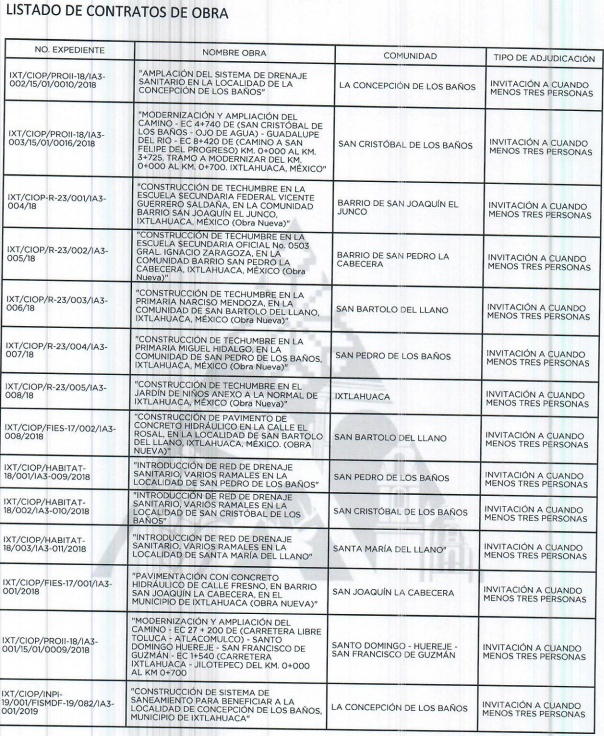 LISTADO DE CONTRATOS DE OBRA
NO. EXPEDIENTE NOMBRE OBRA COMUNIDAD TIPO DE ADJUDICACIÓN
IXT/CIOP/PROII-18/IA3-
002/15/01/0010/2018
"AMPLACIÓN DEL SISTEMA DE DRENAJE
SANITARIO EN LA LOCALIDAD DE LA
CONCEPCIÓN DE LOS BAÑOS"
LA CONCEPCIÓN DE LOS BAÑOS
INVITACIÓN A CUANDO
MENOS TRES PERSONAS
IXT/CIOP/PROII-18/IA3-
003/15/01/0016/2018
"MODERNIZACIÓN Y AMPLIACIÓN DEL
CAMINO - EC 4+740 DE (SAN CRISTÓBAL DE
LOS BAÑOS - OJO DE AGUA) - GUADALUPE
DEL RIO - EC 8+420 DE (CAMINO A SAN
FELIPE DEL PROGRESO) KM. 0+000 AL KM.
3+725, TRAMO A MODERNIZAR DEL KM.
0+000 AL KM. 0+700. IXTLAHUACA, MÉXICO"
SAN CRISTÓBAL DE LOS BAÑOS
INVITACIÓN A CUANDO
MENOS TRES PERSONAS
IXT/CIOP-R-23/001/IA3-
004/18
"CONSTRUCCIÓN DE TECHUMBRE EN LA
ESCUELA SECUNDARIA FEDERAL VICENTE
GUERRERO SALDAÑA, EN LA COMUNIDAD
BARRIO SAN JOAQUÍN EL JUNCO,
IXTLAHUACA, MÉXICO (Obra Nueva)"
BARRIO DE SAN JOAQUÍN EL
JUNCO
INVITACIÓN A CUANDO
MENOS TRES PERSONAS
IXT/CIOP/R-23/002/IA3-
005/18
"CONSTRUCCIÓN DE TECHUMBRE EN LA
ESCUELA SECUNDARIA OFICIAL No. 0503
GRAL. IGNACIO ZARAGOZA, EN LA
COMUNIDAD BARRIO SAN PEDRO LA
CABECERA, IXTLAHUACA, MÉXICO (Obra
Nueva)"
BARRIO DE SAN PEDRO LA
CABECERA
INVITACIÓN A CUANDO
MENOS TRES PERSONAS
IXT/CIOP/R-23/003/IA3-
006/18
"CONSTRUCCIÓN DE TECHUMBRE EN LA
PRIMARIA NARCISO MENDOZA, EN LA
COMUNIDAD DE SAN BARTOLO DEL LLANO,
IXTLAHUACA, MÉXICO (Obra Nueva)"
SAN BARTOLO DEL LLANO
INVITACIÓN A CUANDO
MENOS TRES PERSONAS
IXT/CIOP/R-23/004/IA3-
007/18
"CONSTRUCCIÓN DE TECHUMBRE EN LA
PRIMARIA MIGUEL HIDALGO, EN LA
COMUNIDAD DE SAN PEDRO DE LOS BAÑOS,
IXTLAHUACA, MÉXICO (Obra Nueva)"
SAN PEDRO DE LOS BAÑOS
INVITACIÓN A CUANDO
MENOS TRES PERSONAS
IXT/CIOP/R-23/005/IA3-
008/18
"CONSTRUCCIÓN DE TECHUMBRE EN EL
JARDÍN DE NIÑOS ANEXO A LA NORMAL DE
IXTLAHUACA, MÉXICO (Obra Nueva)"
IXTLAHUACA
INVITACIÓN A CUANDO
MENOS TRES PERSONAS
IXT/CIOP/FIES-17/002/IA3-
008/2018
"CONSTRUCCIÓN DE PAVIMENTO DE
CONCRETO HIDRÁULICO EN LA CALLE EL
ROSAL, EN LA LOCALIDAD DE SAN BARTOLO
DEL LLANO, IXTLAHUACA, MÉXICO. (OBRA
NUEVA)"
SAN BARTOLO DEL LLANO
INVITACIÓN A CUANDO
MENOS TRES PERSONAS
IXT/CIOP/HABITAT-
18/001/IA3-009/2018
"INTRODUCCIÓN DE RED DE DRENAJE
SANITARIO, VARIOS RAMALES EN LA
LOCALIDAD DE SAN PEDRO DE LOS BAÑOS"
SAN PEDRO DE LOS BAÑOS
INVITACIÓN A CUANDO
MENOS TRES PERSONAS
IXT/CIOP/HABITAT-
18/002/IA3-010/2018
"INTRODUCCIÓN DE RED DE DRENAJE
SANITARIO, VARIOS RAMALES EN LA
LOCALIDAD DE SAN CRISTOBAL DE LOS
BAÑOS"
SAN CRISTÓBAL DE LOS BAÑOS
INVITACIÓN A CUANDO
MENOS TRES PERSONAS
IXT/CIOP/HABITAT-
18/003/IA3-011/2018
"INTRODUCCIÓN DE RED DE DRENAJE
SANITARIO, VARIOS RAMALES EN LA
LOCALIDAD DE SANTA MARÍA DEL LLANO"
SANTA MARÍA DEL LLANO"
INVITACIÓN A CUANDO
MENOS TRES PERSONAS
IXT/CIOP/FIES-17/001/IA3-
001/2018
"PAVIMENTACIÓN CON CONCRETO
HIDRÁULICO DE CALLE FRESNO, EN BARRIO
SAN JOAQUÍN LA CABECERA, EN EL
MUNICIPIO DE IXTLAHUACA (OBRA NUEVA)"
SAN JOAQUÍN LA CABECERA
INVITACIÓN A CUANDO
MENOS TRES PERSONAS
IXT/CIOP/PROII-18/IA3-
001/15/01/0009/2018
"MODERNIZACIÓN Y AMPLIACIÓN DEL
CAMINO - EC 27 + 200 DE (CARRETERA LIBRE
TOLUCA - ATLACOMULCO) - SANTO
DOMINGO HUEREJE - SAN FRANCISCO DE
GUZMÁN - EC 1+540 (CARRETERA
IXTLAHUACA - JILOTEPEC) DEL KM. 0+000
AL KM 0+700
SANTO DOMINGO - HUEREJE -
SAN FRANCISCO DE GUZMÁN
INVITACIÓN A CUANDO
MENOS TRES PERSONAS
IXT/CIOP/INPI-
19/001/FISMDF-19/082/IA3-
001/2019
"CONSTRUCCIÓN DE SISTEMA DE
SANEAMIENTO PARA BENEFICIAR A LA
LOCALIDAD DE CONCEPCIÓN DE LOS BAÑOS,
MUNICIPIO DE IXTLAHUACA"
LA CONCEPCIÓN DE LOS BAÑOS
INVITACIÓN A CUANDO
MENOS TRES PERSONAS